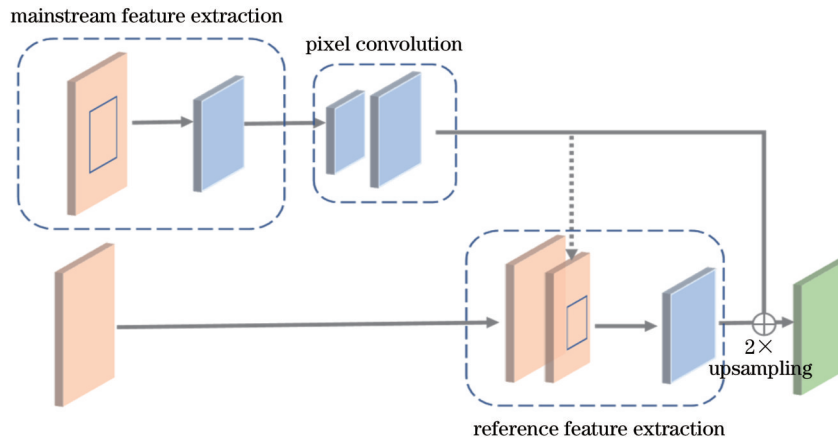 mainstream feature extraction
pixel convolution
2×
upsampling
reference feature extraction